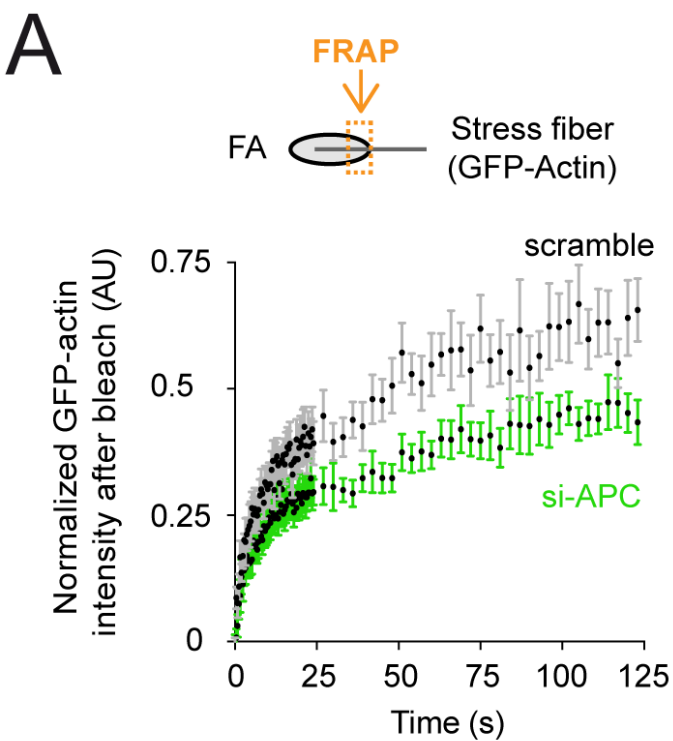 A
FRAP
FA
Stress fiber
(GFP-Actin)
scramble
Normalized GFP-actin
intensity after bleach (AU)
0.75
0.5
0.25
0
si-APC
0 25 50 75 100 125
Time (s)